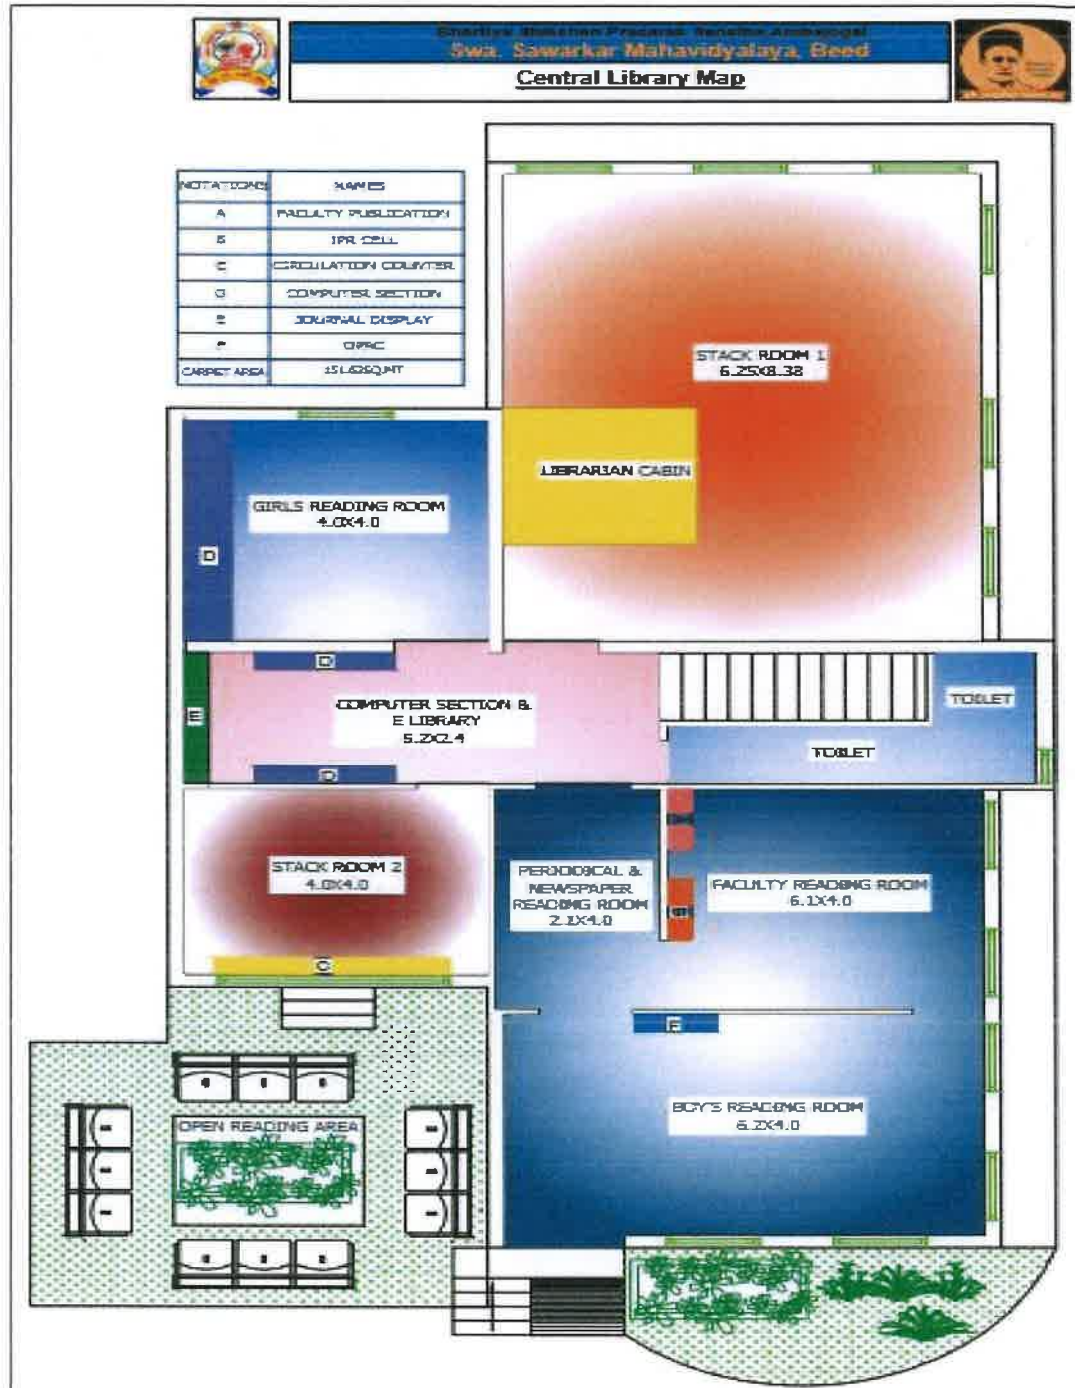 Swa. Sawarkar Mahavidyalaya, Beed
Central Library Map
NOTATIONS NAMES
A FACULTY PUBLICATION
B IPR CELL
C CIRCULATION COUNTER
D COMPUTER SECTION
E JOURNAL DISPLAY
F OPAC
CARPET AREA
STACK ROOM 1
6.25X8.38
LIBRARIAN CABIN
GIRLS READING ROOM
4.0X4.0
D
D
E
COMPUTER SECTION &
E LIBRARY
6.2X2.4
D
TOILET
TOILET
STACK ROOM 2
4.0X4.0
C
PERIODICAL &
NEWSPAPER
READING ROOM
2.1X4.0
FACULTY READING ROOM
6.1X4.0
F
BOY'S READING ROOM
6.2X4.0
OPEN READING AREA